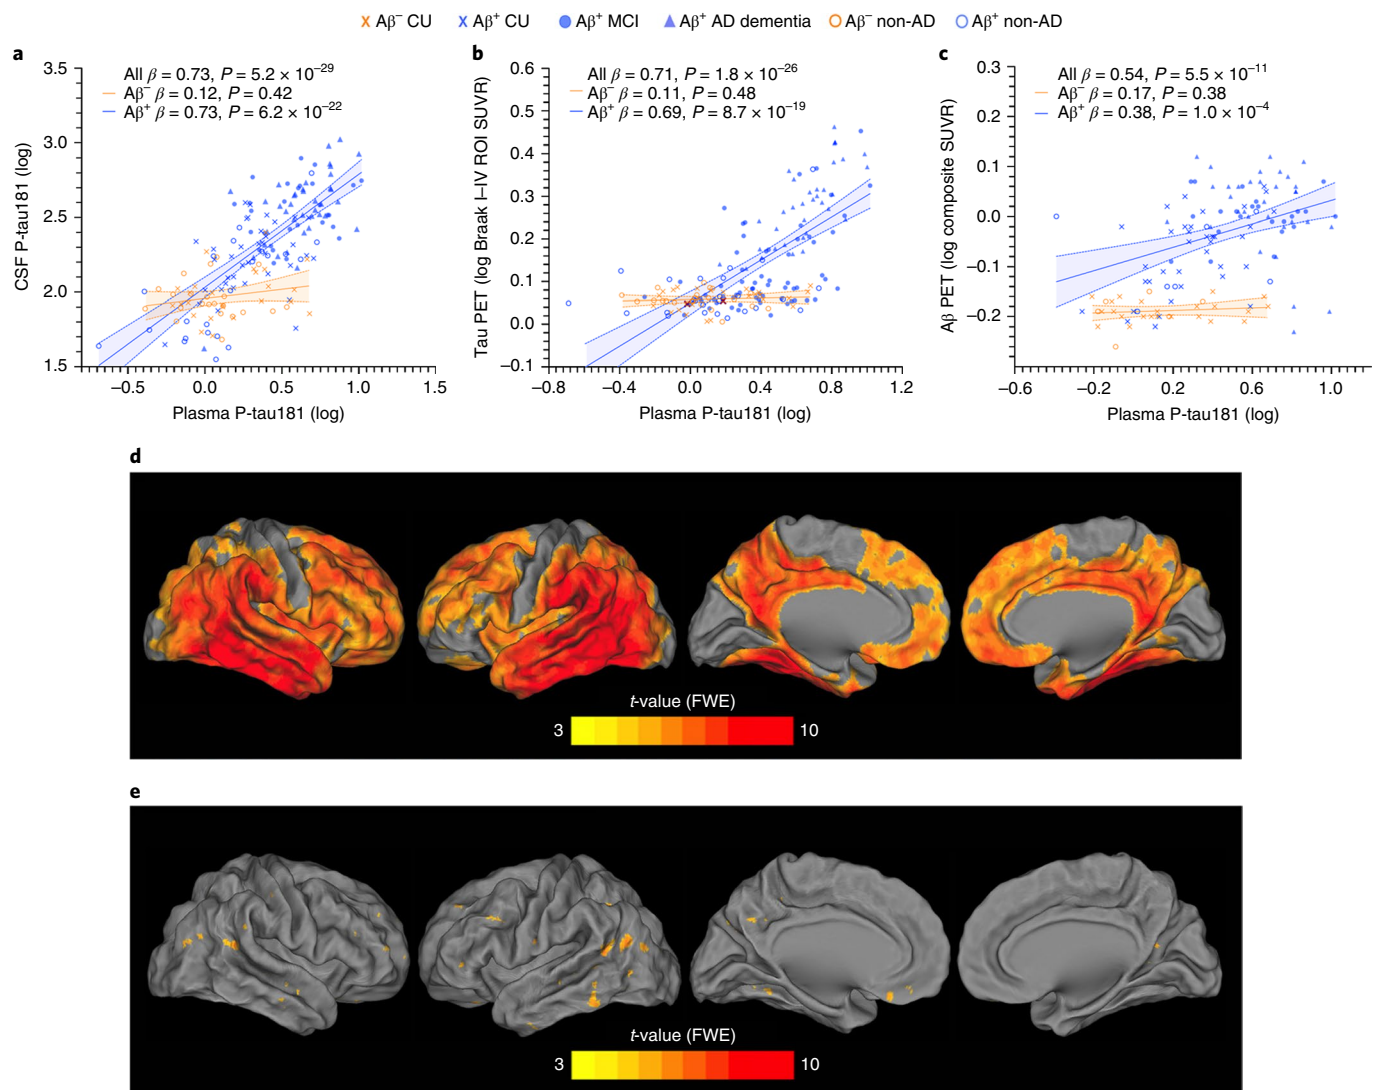 x Aβ⁻ CU x Aβ⁺ CU Aβ⁺ MCI Aβ⁺ AD dementia Aβ⁻ non-AD Aβ⁺ non-AD
a
All β = 0.73, P = 5.2 × 10⁻²⁹
Aβ⁻ β = 0.12, P = 0.42
Aβ⁺ β = 0.73, P = 6.2 × 10⁻²²
3.5
3.0
2.5
2.0
1.5
CSF P-tau181 (log)
−0.5 0.0 0.5 1.0 1.5
Plasma P-tau181 (log)
b
All β = 0.71, P = 1.8 × 10⁻²⁶
Aβ⁻ β = 0.11, P = 0.48
Aβ⁺ β = 0.69, P = 8.7 × 10⁻¹⁹
0.6
0.5
0.4
0.3
0.2
0.1
0.0
−0.1
Tau PET (log Braak I–IV ROI SUVR)
−0.8 −0.4 0.0 0.4 0.8 1.2
Plasma P-tau181 (log)
c
All β = 0.54, P = 5.5 × 10⁻¹¹
Aβ⁻ β = 0.17, P = 0.38
Aβ⁺ β = 0.38, P = 1.0 × 10⁻⁴
0.3
0.2
0.1
0.0
−0.1
−0.2
Aβ PET (log composite SUVR)
−0.6 −0.2 0.2 0.6 1.0
Plasma P-tau181 (log)
d
t-value (FWE)
3 10
e
t-value (FWE)
3 10